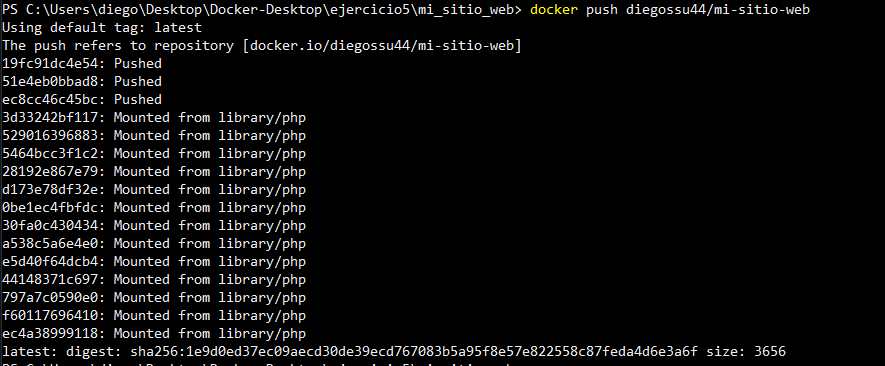 PS C:\Users\diego\Desktop\Docker-Desktop\ejercicio5\mi_sitio_web> docker push diegossu44/mi-sitio-web
Using default tag: latest
The push refers to repository [docker.io/diegossu44/mi-sitio-web]
19fc91dc4e54: Pushed
51e4eb0bbad8: Pushed
ec8cc46c45bc: Pushed
3d33242bf117: Mounted from library/php
529016396883: Mounted from library/php
5464bcc3f1c2: Mounted from library/php
28192e867e79: Mounted from library/php
d173e78df32e: Mounted from library/php
0be1ec4fbfdc: Mounted from library/php
30fa0c430434: Mounted from library/php
a538c5a6e4e0: Mounted from library/php
e5d40f64dcb4: Mounted from library/php
44148371c697: Mounted from library/php
797a7c0590e0: Mounted from library/php
f60117696410: Mounted from library/php
ec4a38999118: Mounted from library/php
latest: digest: sha256:1e9d0ed37ec09aecd30de39ecd767083b5a95f8e57e822558c87feda4d6e3a6f size: 3656